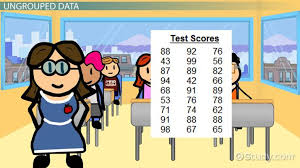 UNGROUPED DATA
Test Scores
88 92 76
43 99 56
87 89 82
94 42 66
68 91 89
53 76 78
71 74 62
91 88 88
98 67 65
Study.com